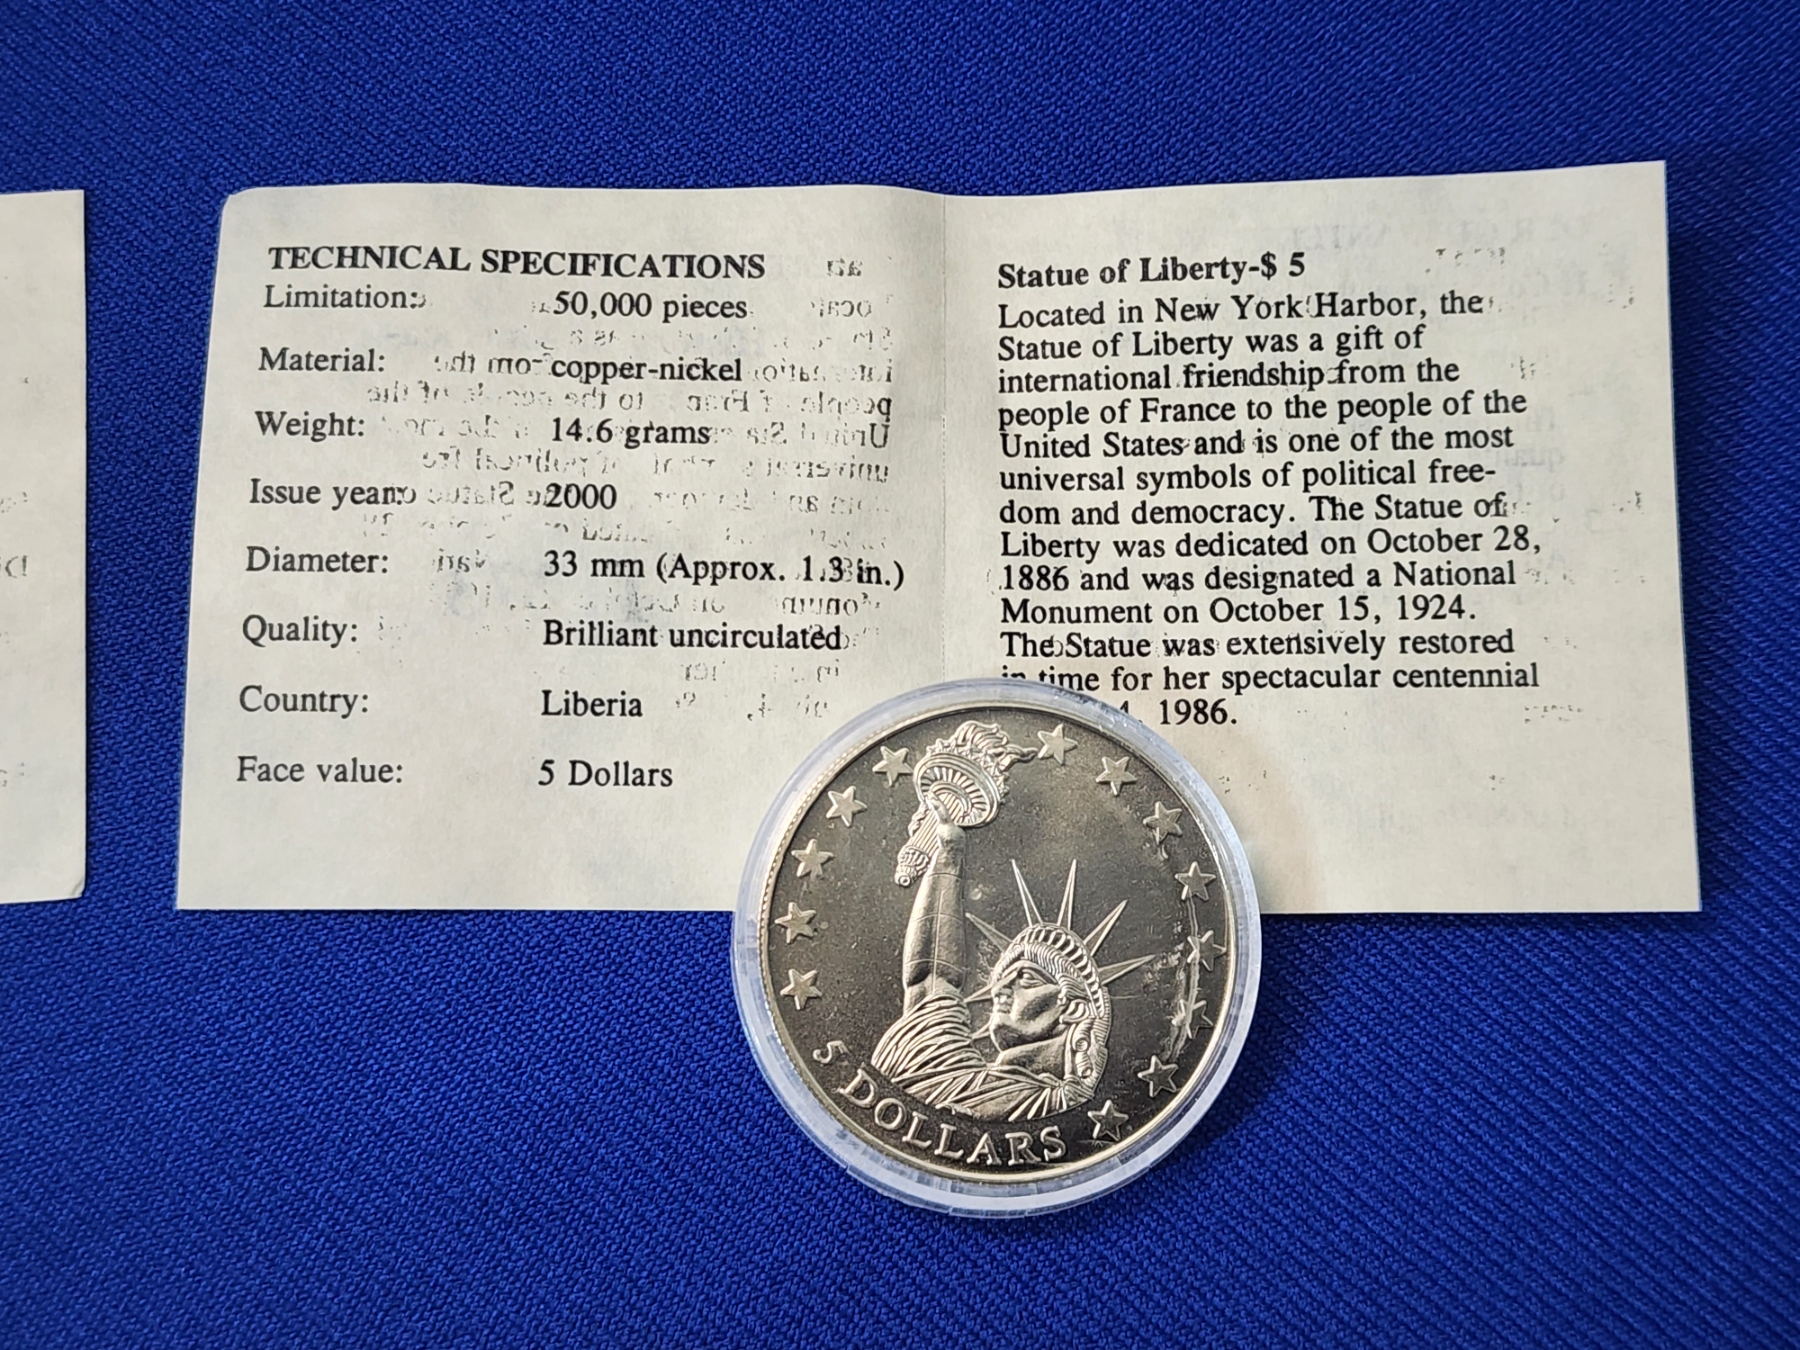 TECHNICAL SPECIFICATIONS
Limitation: 50,000 pieces
Material: copper-nickel
Weight: 14.6 grams
Issue year: 2000
Diameter: 33 mm (Approx. 1.3 in.)
Quality: Brilliant uncirculated
Country: Liberia
Face value: 5 Dollars
Statue of Liberty-$ 5
Located in New York Harbor, the
Statue of Liberty was a gift of
international friendship from the
people of France to the people of the
United States and is one of the most
universal symbols of political free-
dom and democracy. The Statue of
Liberty was dedicated on October 28,
1886 and was designated a National
Monument on October 15, 1924.
The Statue was extensively restored
in time for her spectacular centennial
4, 1986.
5 DOLLARS